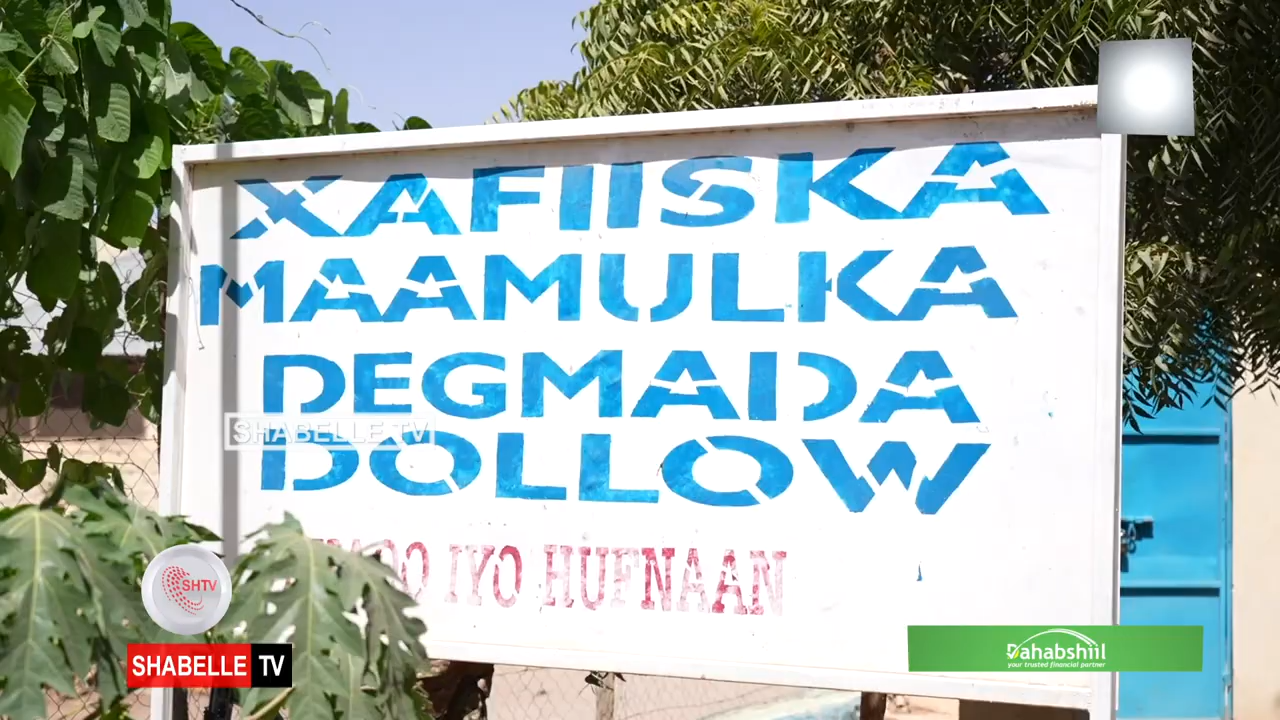 XAFIISKA
MAAMULKA
DEGMADA
DOLLOW
SHABELLE TV
IYO HUFNAAN
SHTV
SHABELLE TV
Dahabshiil
your trusted financial partner